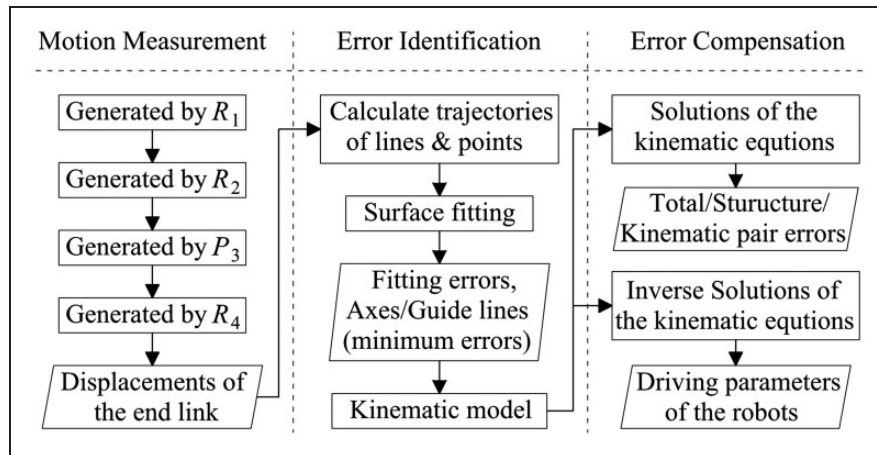 Motion Measurement
Generated by R1
Generated by R2
Generated by P3
Generated by R4
Displacements of
the end link
Error Identification
Calculate trajectories
of lines & points
Surface fitting
Fitting errors,
Axes/Guide lines
(minimum errors)
Kinematic model
Error Compensation
Solutions of the
kinematic equtions
Total/Sturucture/
Kinematic pair errors
Inverse Solutions of
the kinematic equtions
Driving parameters
of the robots